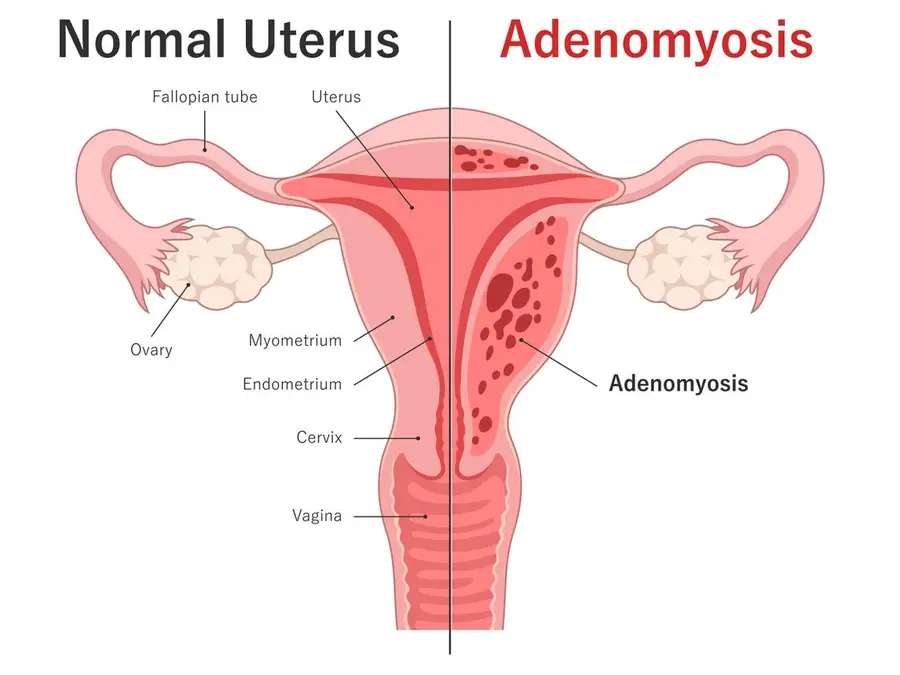 Normal Uterus
Adenomyosis
Fallopian tube
Uterus
Ovary
Myometrium
Endometrium
Adenomyosis
Cervix
Vagina